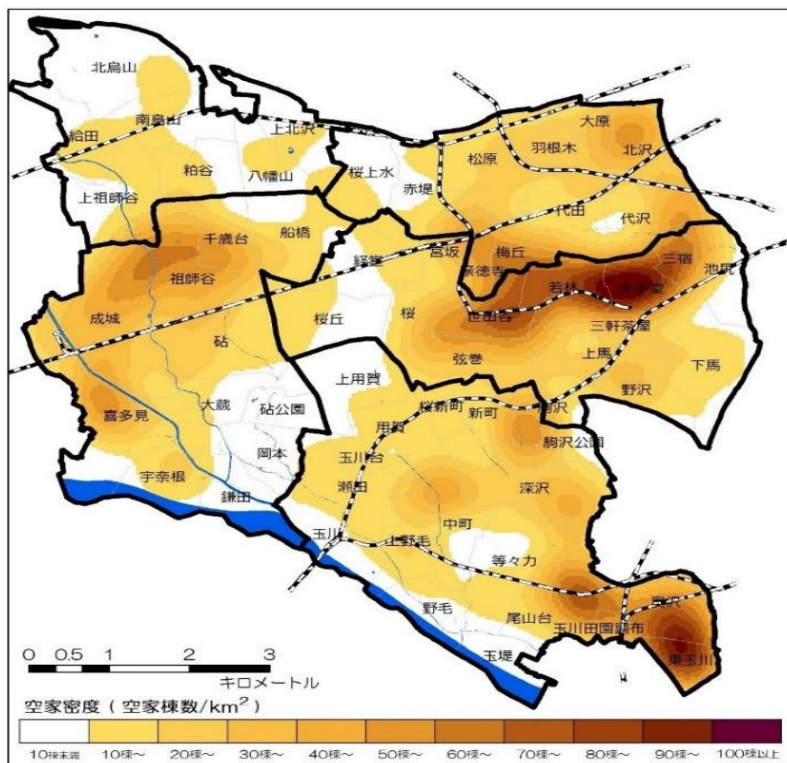 北烏山
南烏山
給田
上北沢
粕谷
八幡山
上祖師谷
桜上水
赤堤
松原
羽根木
大原
北沢
代田
代沢
千歳台
船橋
経堂
宮坂
梅丘
豪徳寺
三宿
池尻
祖師谷
若林
太子堂
成城
桜丘
桜
世田谷
三軒茶屋
砧
弦巻
上馬
下馬
上用賀
野沢
喜多見
大蔵
砧公園
桜新町
新町
駒沢
用賀
駒沢公園
岡本
玉川台
宇奈根
瀬田
深沢
鎌田
中町
玉川
上野毛
等々力
野毛
尾山台
玉川田園調布
奥沢
玉堤
東玉川
0 0.5 1 2 3
キロメートル
空家密度(空家棟数/km²)
10棟未満 10棟～ 20棟～ 30棟～ 40棟～ 50棟～ 60棟～ 70棟～ 80棟～ 90棟～ 100棟以上